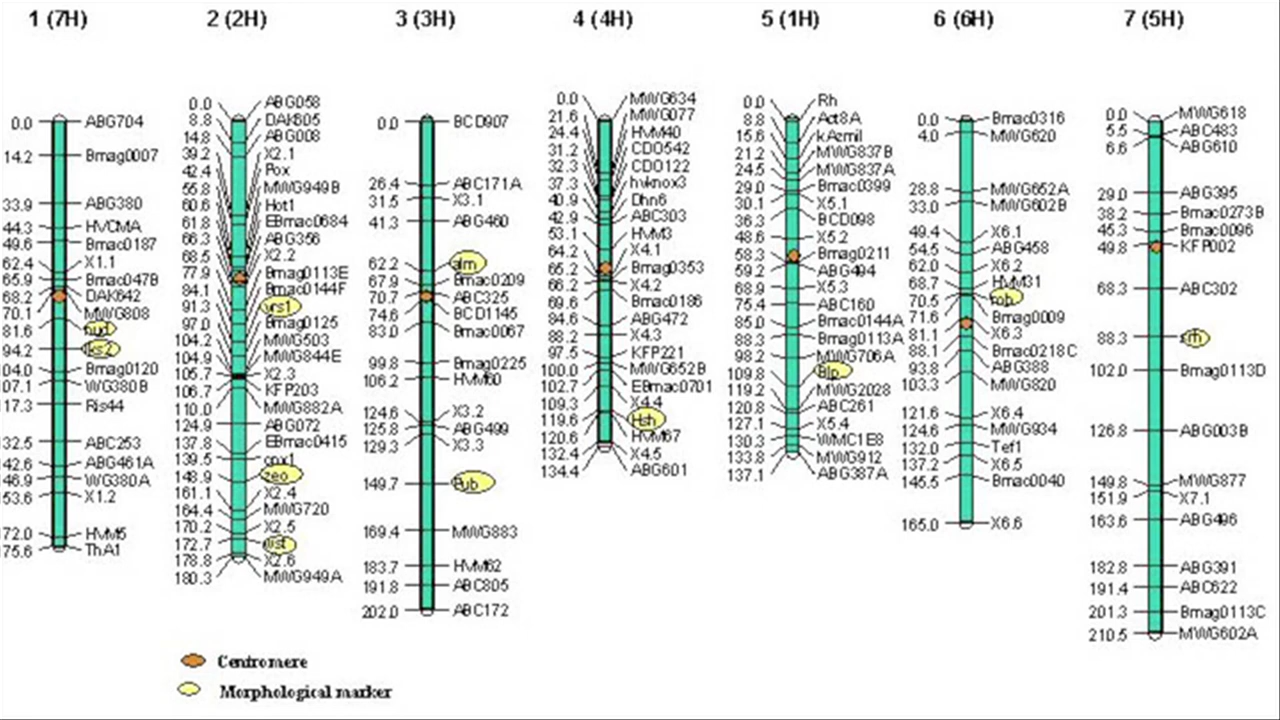 1 (7H) 2 (2H) 3 (3H) 4 (4H) 5 (1H) 6 (6H) 7 (5H)
0.0 ABG704
14.2 Bmag0007
33.9 ABG380
44.3 HVCMA
49.6 Bmac0187
62.4 X1.1
65.9 Bmac047B
68.2 DAK642
70.1 MWG808
81.6 nud
94.2 lks2
104.0 Bmag0120
107.1 WG380B
117.3 Ris44
132.5 ABC253
142.6 ABG461A
146.9 WG380A
153.6 X1.2
172.0 HVM5
175.6 ThA1
0.0 ABG058
8.8 DAK605
14.8 ABG008
39.2 X2.1
42.4 Pox
55.8 MWG949B
60.6 Hot1
61.8 EBmac0684
66.3 ABG356
68.5 X2.2
77.9 Bmag0113E
84.1 Bmac0144F
91.3 vrs1
97.0 Bmag0125
104.2 MWG503
104.9 MWG844E
105.7 X2.3
106.7 KFP203
110.0 MWG882A
124.9 ABG072
137.8 EBmac0415
139.5 cnx1
148.9 zeo
161.1 X2.4
164.4 MWG720
170.2 X2.5
172.7 wst
178.8 X2.6
180.3 MWG949A
0.0 BCD907
26.4 ABC171A
31.5 X3.1
41.3 ABG460
62.2 alm
67.9 Bmac0209
70.7 ABC325
74.6 BCD1145
83.0 Bmac0067
99.8 Bmag0225
106.2 HVM60
124.6 X3.2
125.8 ABG499
129.3 X3.3
149.7 Pub
169.4 MWG883
183.7 HVM62
191.8 ABC805
202.0 ABC172
0.0 MWG634
21.6 MWG077
24.4 HVM40
31.2 CDO542
32.3 CDO122
37.3 hvknox3
40.9 Dhn6
42.9 ABC303
53.1 HVM3
64.2 X4.1
65.2 Bmag0353
66.2 X4.2
69.6 Bmac0186
84.6 ABG472
88.2 X4.3
97.5 KFP221
100.0 MWG652B
102.7 EBmac0701
109.3 X4.4
119.6 Hsh
120.6 HVM67
132.4 X4.5
134.4 ABG601
0.0 Rh
8.8 Act8A
15.6 kAcmil
21.2 MWG837B
24.5 MWG837A
29.0 Bmac0399
30.1 X5.1
36.3 BCD098
48.6 X5.2
58.3 Bmag0211
59.2 ABG494
68.9 X5.3
75.4 ABC160
85.0 Bmac0144A
88.3 Bmag0113A
98.2 MWG706A
109.8 Blp
119.2 MWG2028
120.8 ABC261
127.1 X5.4
130.3 WMC1E8
133.8 MWG912
137.1 ABG387A
0.0 Bmac0316
4.0 MWG620
28.8 MWG652A
33.0 MWG602B
49.4 X6.1
54.5 ABG458
62.0 X6.2
68.7 HVM31
70.5 rob
71.6 Bmag0009
81.1 X6.3
88.1 Bmac0218C
93.8 ABG388
103.3 MWG820
121.6 X6.4
124.6 MWG934
132.0 Tef1
137.2 X6.5
145.5 Bmac0040
165.0 X6.6
0.0 MWG618
5.5 ABC483
6.6 ABG610
29.0 ABG395
38.2 Bmac0273B
45.3 Bmac0096
49.8 KFP002
68.3 ABC302
88.3 srh
102.0 Bmag0113D
126.8 ABG003B
149.8 MWG877
151.9 X7.1
163.6 ABG496
182.8 ABG391
191.4 ABC622
201.3 Bmag0113C
210.5 MWG602A
Centromere
Morphological marker